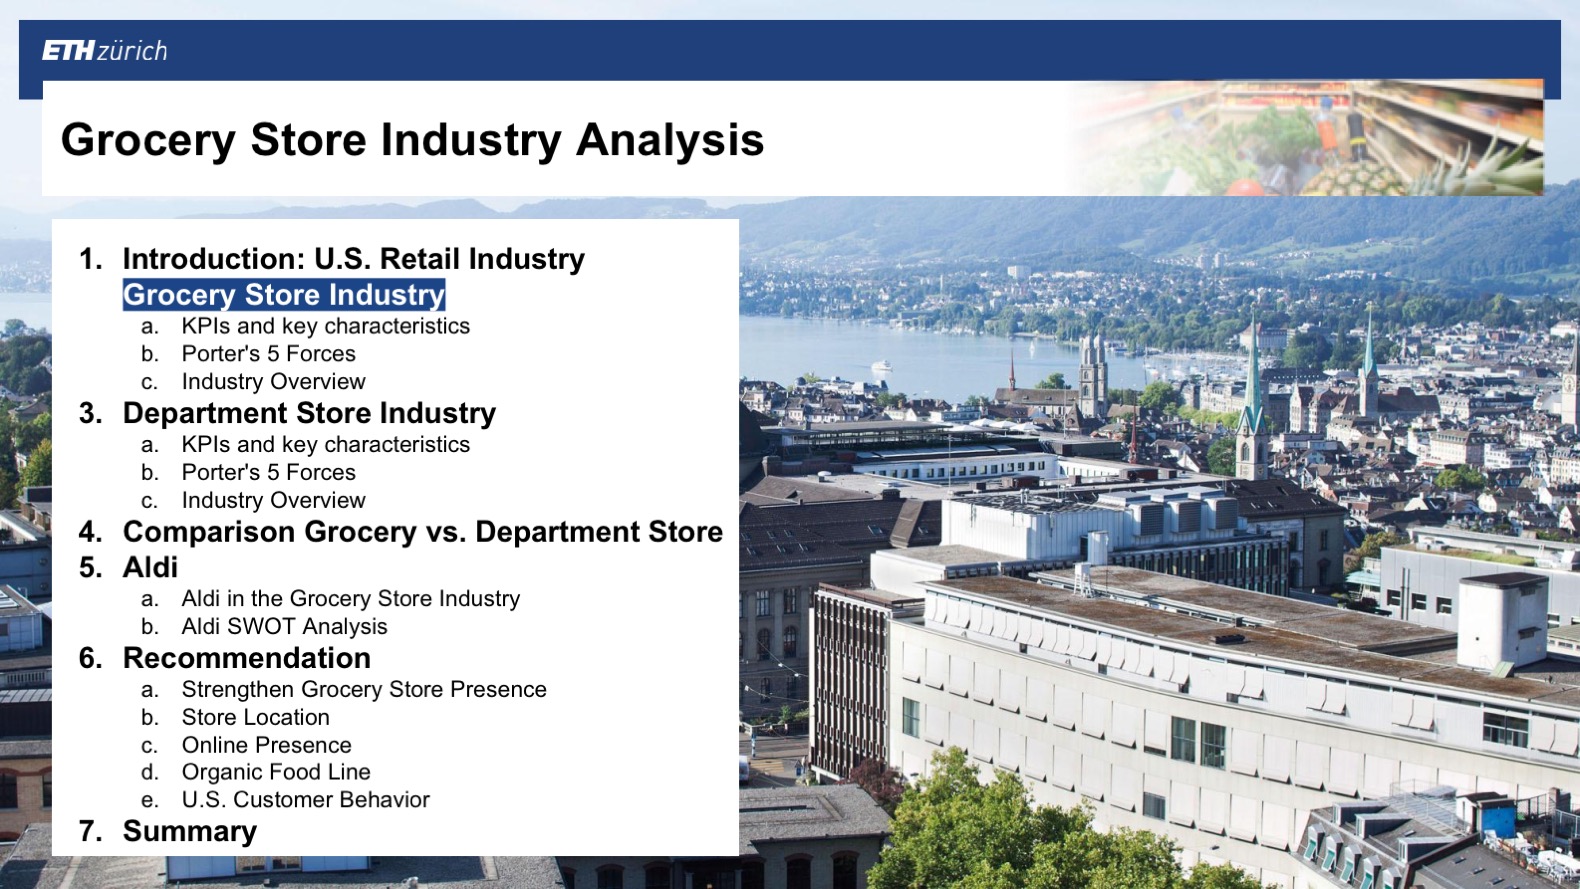 ETH zürich
Grocery Store Industry Analysis
1. Introduction: U.S. Retail Industry
Grocery Store Industry
a. KPIs and key characteristics
b. Porter's 5 Forces
c. Industry Overview
3. Department Store Industry
a. KPIs and key characteristics
b. Porter's 5 Forces
c. Industry Overview
4. Comparison Grocery vs. Department Store
5. Aldi
a. Aldi in the Grocery Store Industry
b. Aldi SWOT Analysis
6. Recommendation
a. Strengthen Grocery Store Presence
b. Store Location
c. Online Presence
d. Organic Food Line
e. U.S. Customer Behavior
7. Summary